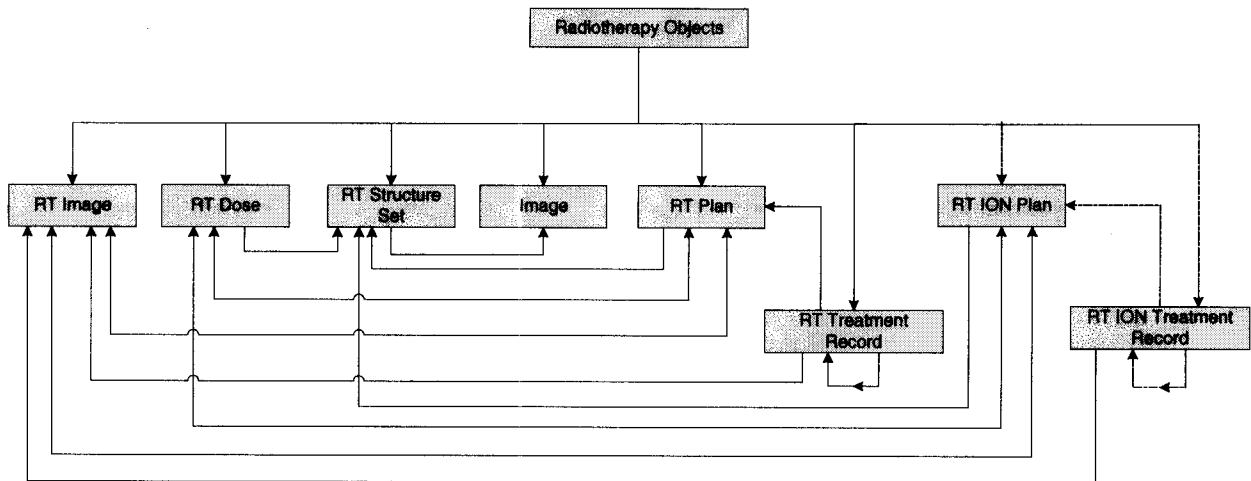 Radiotherapy Objects
RT Image
RT Dose
RT Structure
Set
Image
RT Plan
RT ION Plan
RT Treatment
Record
RT ION Treatment
Record